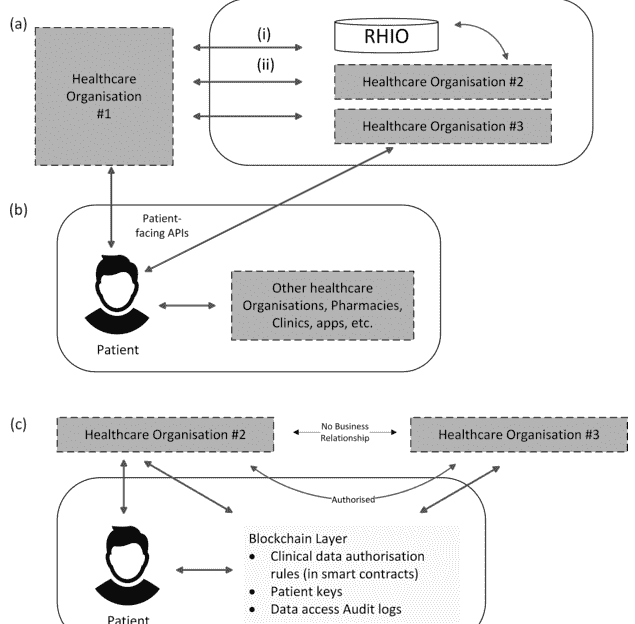 (a)
(i)
RHIO
Healthcare
Organisation
#1
(ii)
Healthcare Organisation #2
Healthcare Organisation #3
(b)
Patient-
facing APIs
Other healthcare
Organisations, Pharmacies,
Clinics, apps, etc.
Patient
(c)
Healthcare Organisation #2
No Business
Relationship
Healthcare Organisation #3
Authorised
Blockchain Layer
• Clinical data authorisation
rules (in smart contracts)
• Patient keys
• Data access Audit logs
Patient